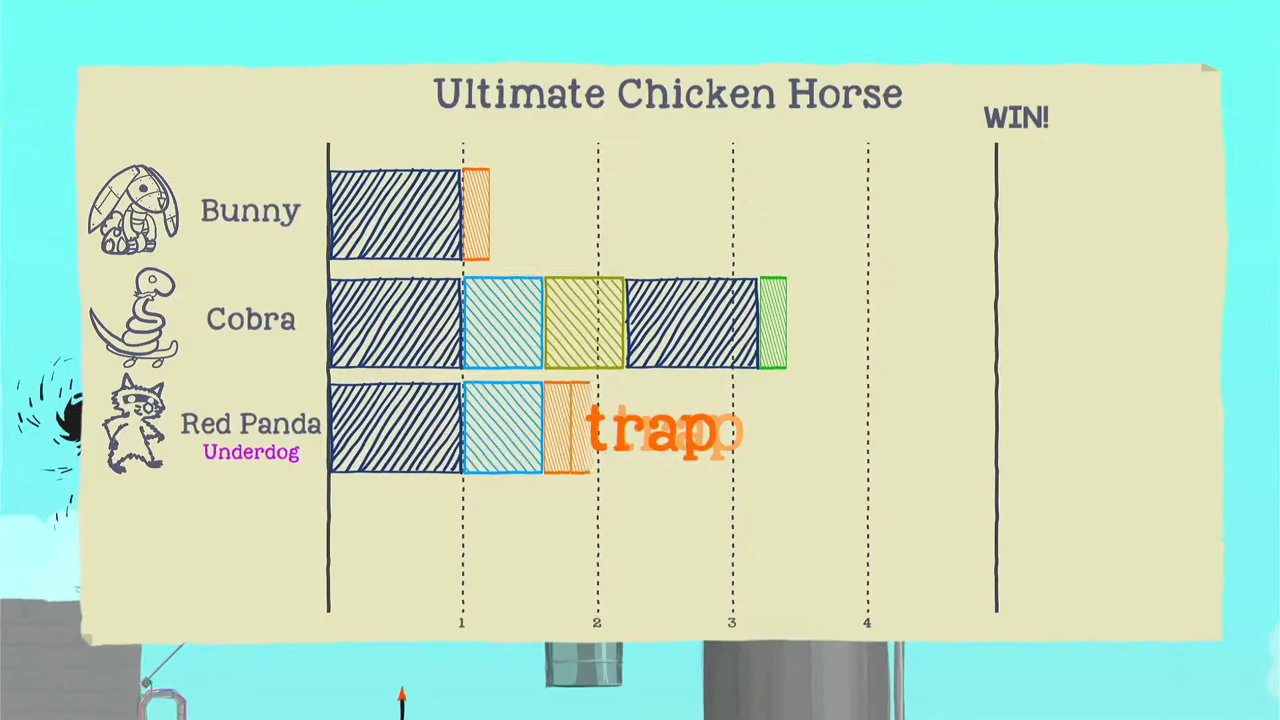 Ultimate Chicken Horse
WIN!
Bunny
Cobra
Red Panda
Underdog
trap
1 2 3 4